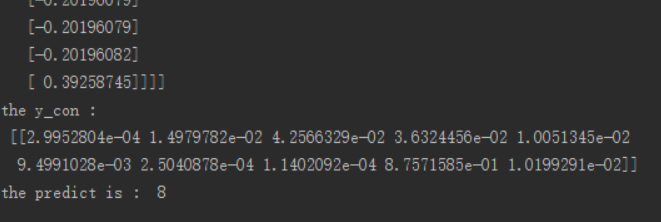 [-0.20196079]
[-0.20196079]
[-0.20196082]
[ 0.39258745]]]]
the y_con :
[[2.9952804e-04 1.4979782e-02 4.2566329e-02 3.6324456e-02 1.0051345e-02
9.4991028e-03 2.5040878e-04 1.1402092e-04 8.7571585e-01 1.0199291e-02]]
the predict is : 8